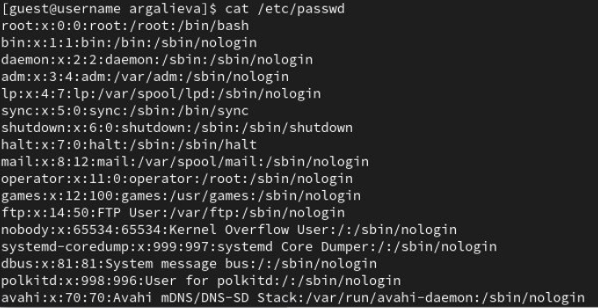 [guest@username argalieva]$ cat /etc/passwd
root:x:0:0:root:/root:/bin/bash
bin:x:1:1:bin:/bin:/sbin/nologin
daemon:x:2:2:daemon:/sbin:/sbin/nologin
adm:x:3:4:adm:/var/adm:/sbin/nologin
lp:x:4:7:lp:/var/spool/lpd:/sbin/nologin
sync:x:5:0:sync:/sbin:/bin/sync
shutdown:x:6:0:shutdown:/sbin:/sbin/shutdown
halt:x:7:0:halt:/sbin:/sbin/halt
mail:x:8:12:mail:/var/spool/mail:/sbin/nologin
operator:x:11:0:operator:/root:/sbin/nologin
games:x:12:100:games:/usr/games:/sbin/nologin
ftp:x:14:50:FTP User:/var/ftp:/sbin/nologin
nobody:x:65534:65534:Kernel Overflow User:/:/sbin/nologin
systemd-coredump:x:999:997:systemd Core Dumper:/:/sbin/nologin
dbus:x:81:81:System message bus:/:/sbin/nologin
polkitd:x:998:996:User for polkitd:/:/sbin/nologin
avahi:x:70:70:Avahi mDNS/DNS-SD Stack:/var/run/avahi-daemon:/sbin/nologin